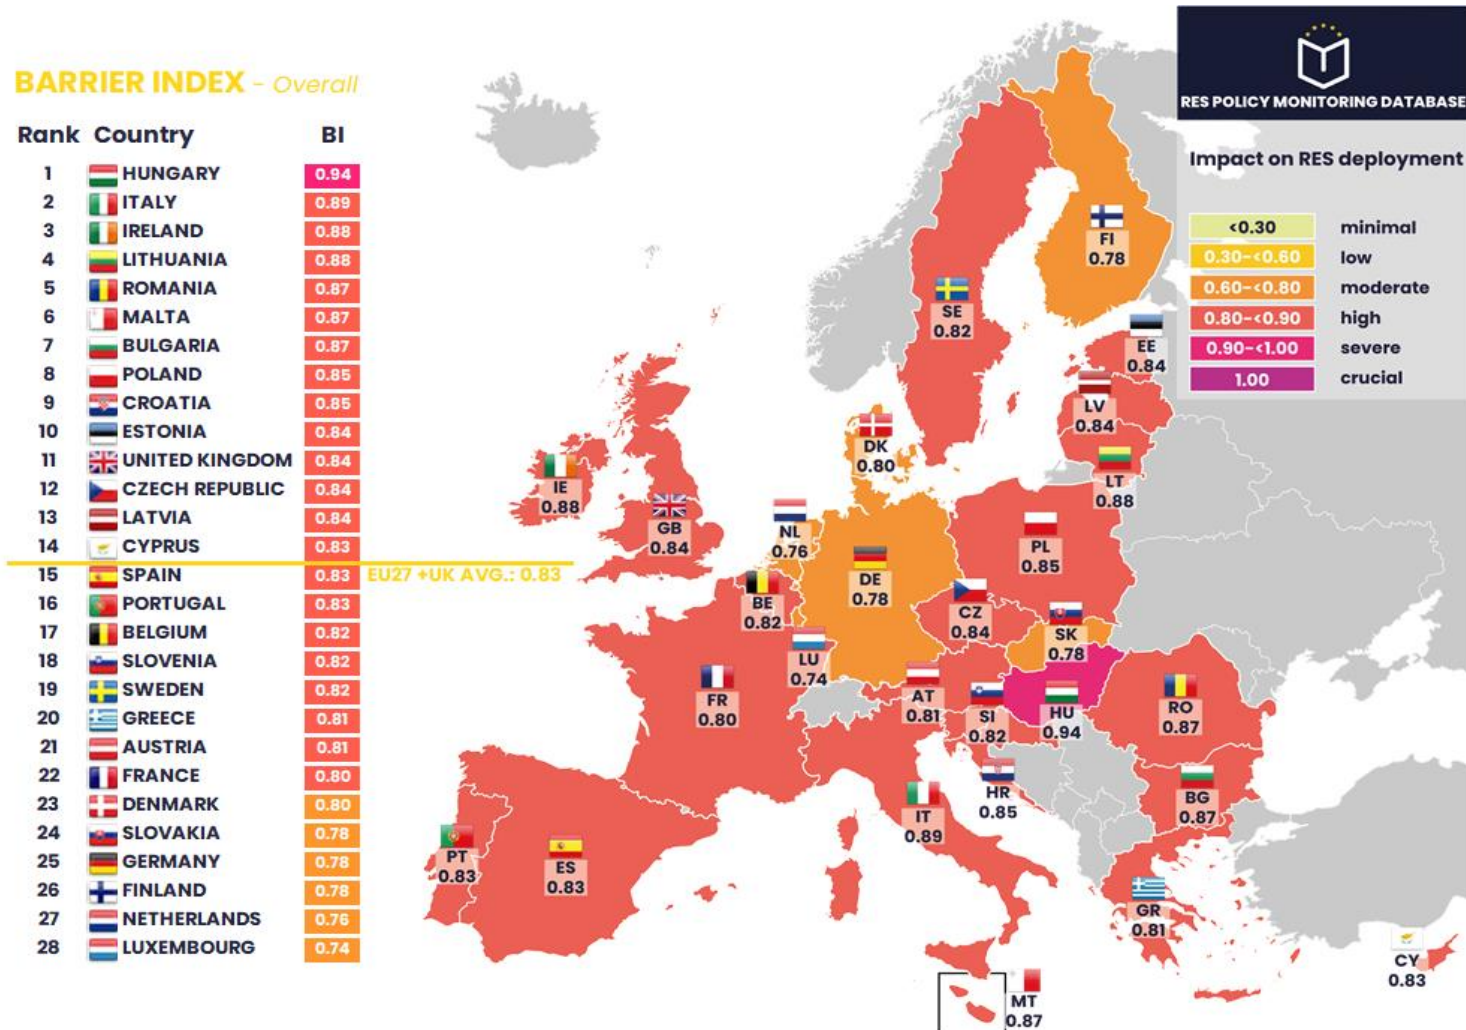 BARRIER INDEX - Overall
Rank Country BI
1 HUNGARY 0.94
2 ITALY 0.89
3 IRELAND 0.88
4 LITHUANIA 0.88
5 ROMANIA 0.87
6 MALTA 0.87
7 BULGARIA 0.87
8 POLAND 0.85
9 CROATIA 0.85
10 ESTONIA 0.84
11 UNITED KINGDOM 0.84
12 CZECH REPUBLIC 0.84
13 LATVIA 0.84
14 CYPRUS 0.83
15 SPAIN 0.83
EU27 +UK AVG.: 0.83
16 PORTUGAL 0.83
17 BELGIUM 0.82
18 SLOVENIA 0.82
19 SWEDEN 0.82
20 GREECE 0.81
21 AUSTRIA 0.81
22 FRANCE 0.80
23 DENMARK 0.80
24 SLOVAKIA 0.78
25 GERMANY 0.78
26 FINLAND 0.78
27 NETHERLANDS 0.76
28 LUXEMBOURG 0.74
RES POLICY MONITORING DATABASE
Impact on RES deployment
<0.30 minimal
0.30-<0.60 low
0.60-<0.80 moderate
0.80-<0.90 high
0.90-<1.00 severe
1.00 crucial
FI
0.78
SE
0.82
EE
0.84
LV
0.84
DK
0.80
LT
0.88
IE
0.88
GB
0.84
NL
0.76
PL
0.85
DE
0.78
BE
0.82
CZ
0.84
SK
0.78
LU
0.74
FR
0.80
AT
0.81
SI
0.82
HU
0.94
RO
0.87
HR
0.85
IT
0.89
BG
0.87
PT
0.83
ES
0.83
GR
0.81
CY
0.83
MT
0.87